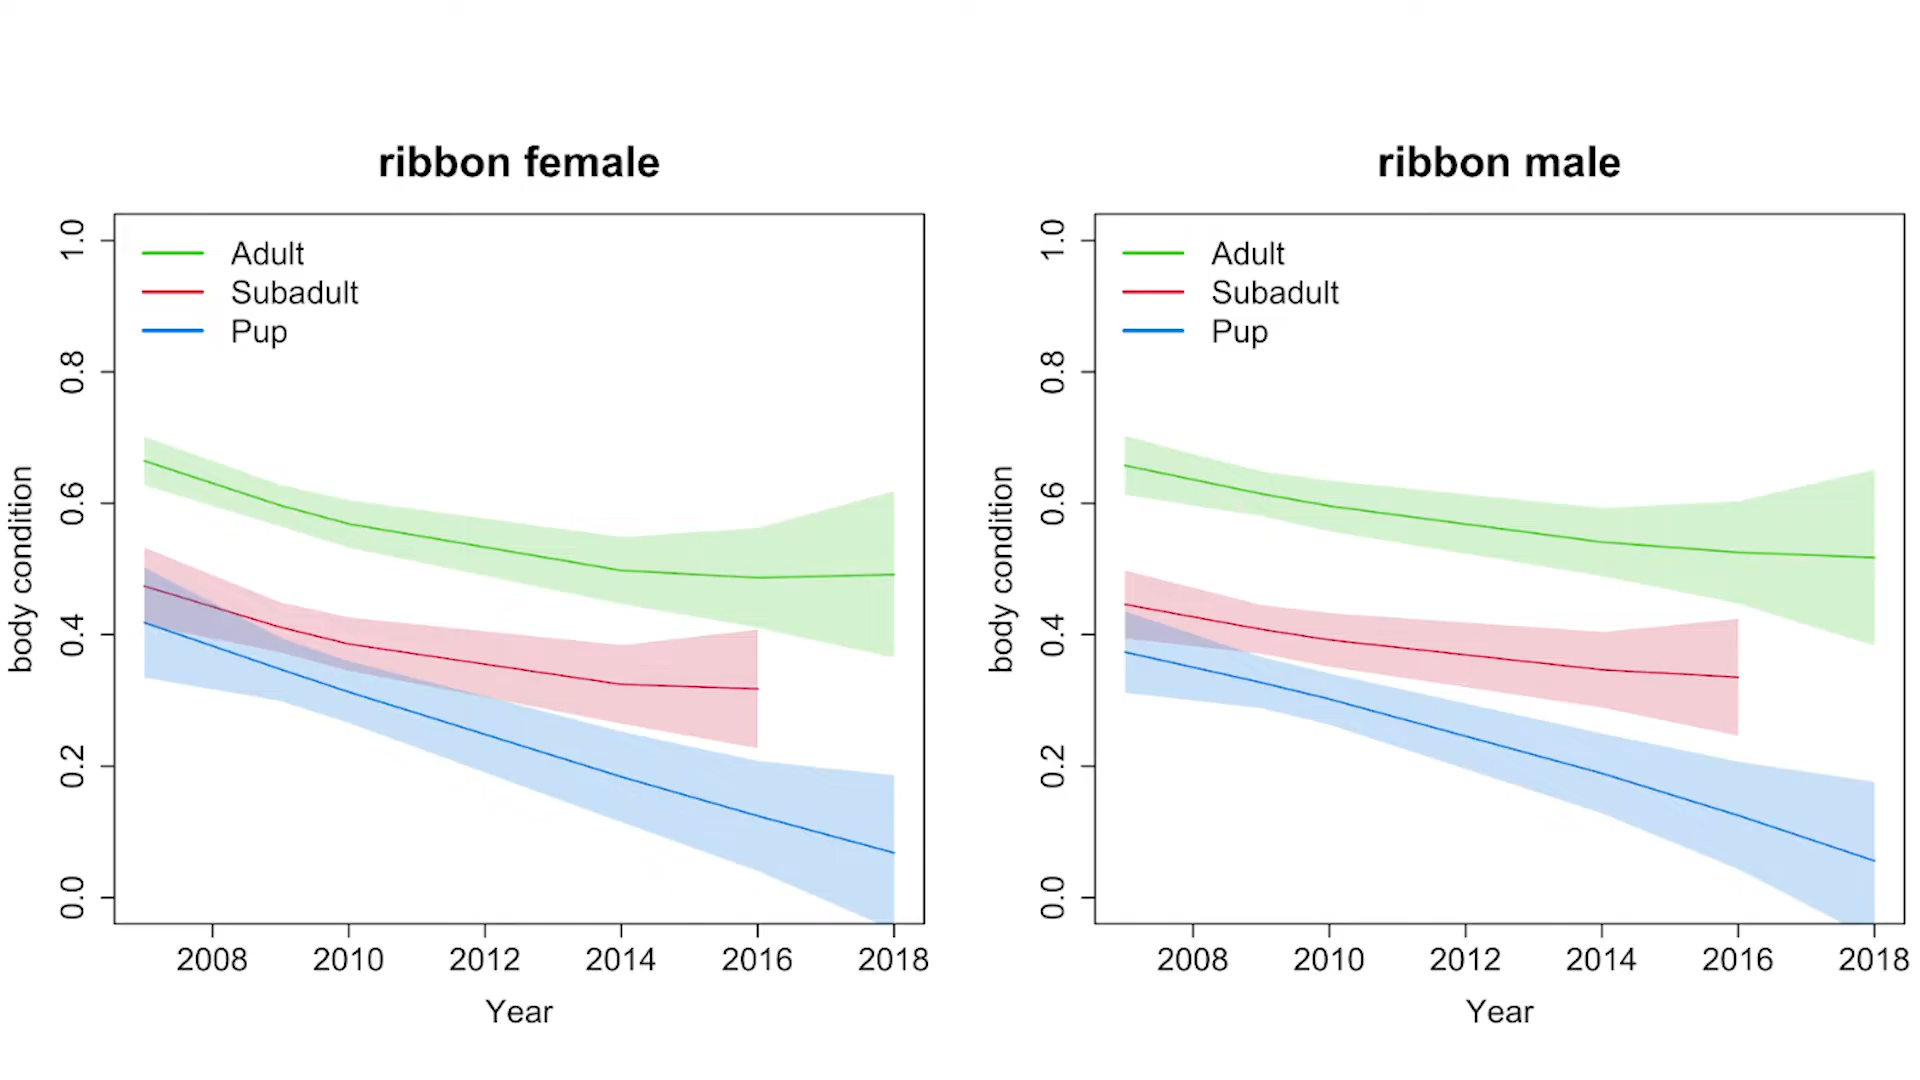 ribbon female
1.0
0.8
0.6
0.4
0.2
0.0
body condition
Adult
Subadult
Pup
2008 2010 2012 2014 2016 2018
Year
ribbon male
1.0
0.8
0.6
0.4
0.2
0.0
body condition
Adult
Subadult
Pup
2008 2010 2012 2014 2016 2018
Year